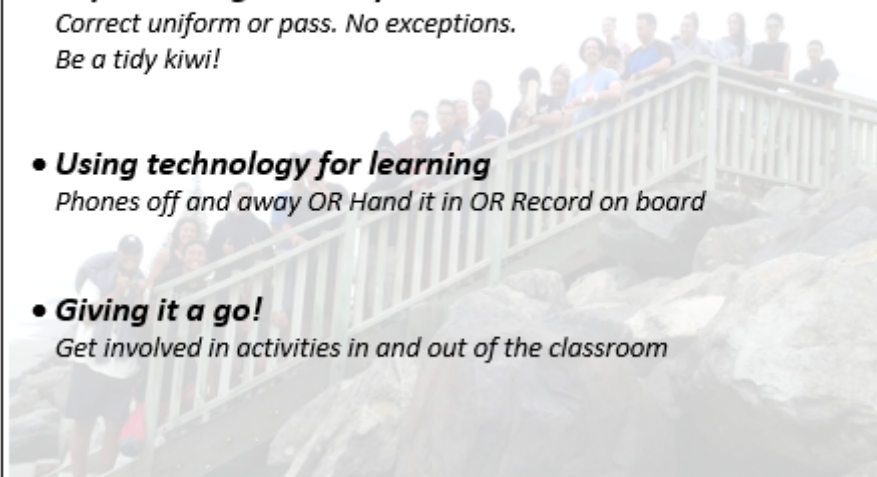 Correct uniform or pass. No exceptions.
Be a tidy kiwi!
• Using technology for learning
Phones off and away OR Hand it in OR Record on board
• Giving it a go!
Get involved in activities in and out of the classroom